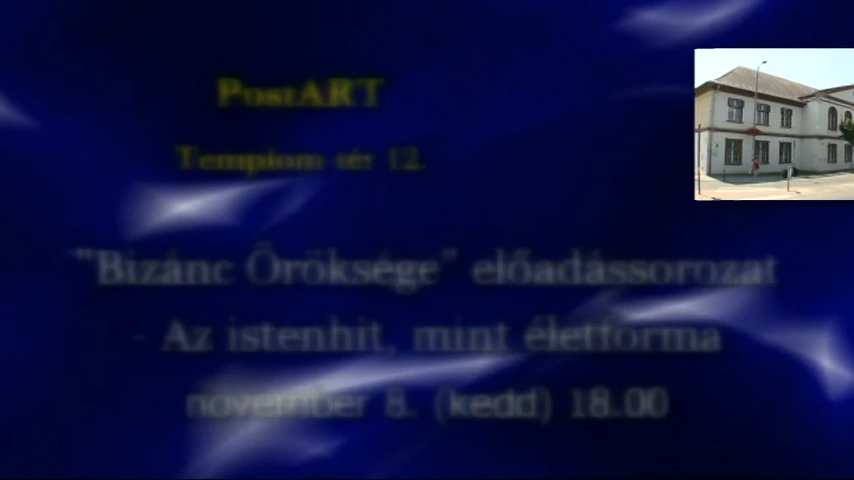 PostART
Templom tér 12.
"Bizánc Öröksége" előadássorozat
- Az istenhit, mint életforma
november 8. (kedd) 18.00